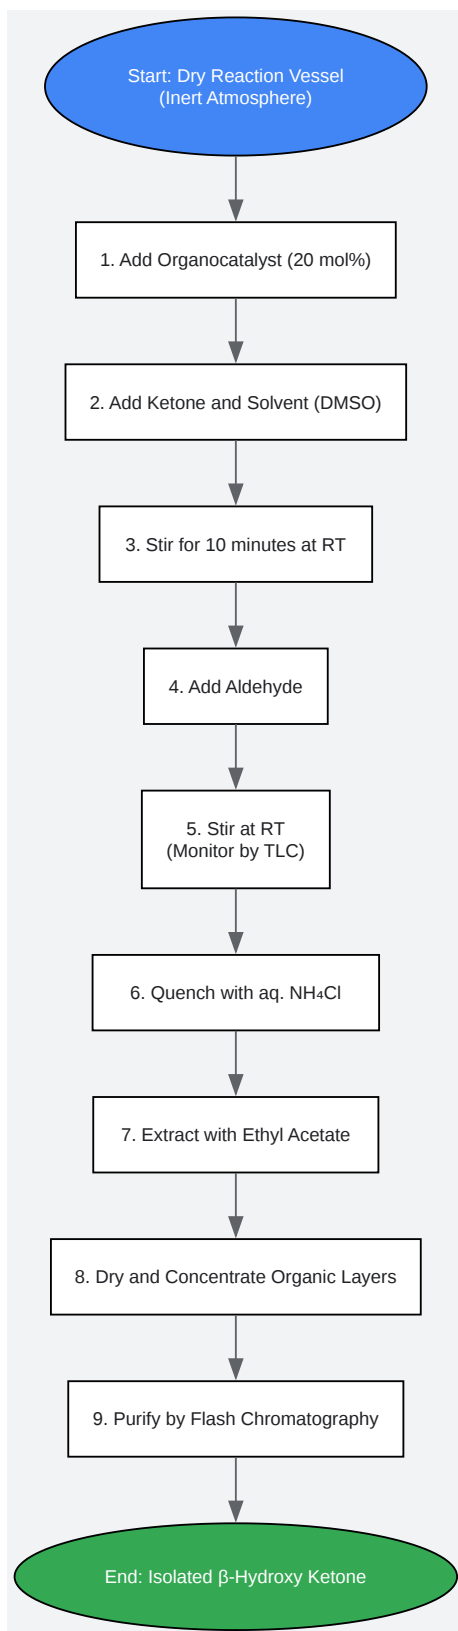 Start: Dry Reaction Vessel
(Inert Atmosphere)
1. Add Organocatalyst (20 mol%)
2. Add Ketone and Solvent (DMSO)
3. Stir for 10 minutes at RT
4. Add Aldehyde
5. Stir at RT
(Monitor by TLC)
6. Quench with aq. NH₄Cl
7. Extract with Ethyl Acetate
8. Dry and Concentrate Organic Layers
9. Purify by Flash Chromatography
End: Isolated β-Hydroxy Ketone